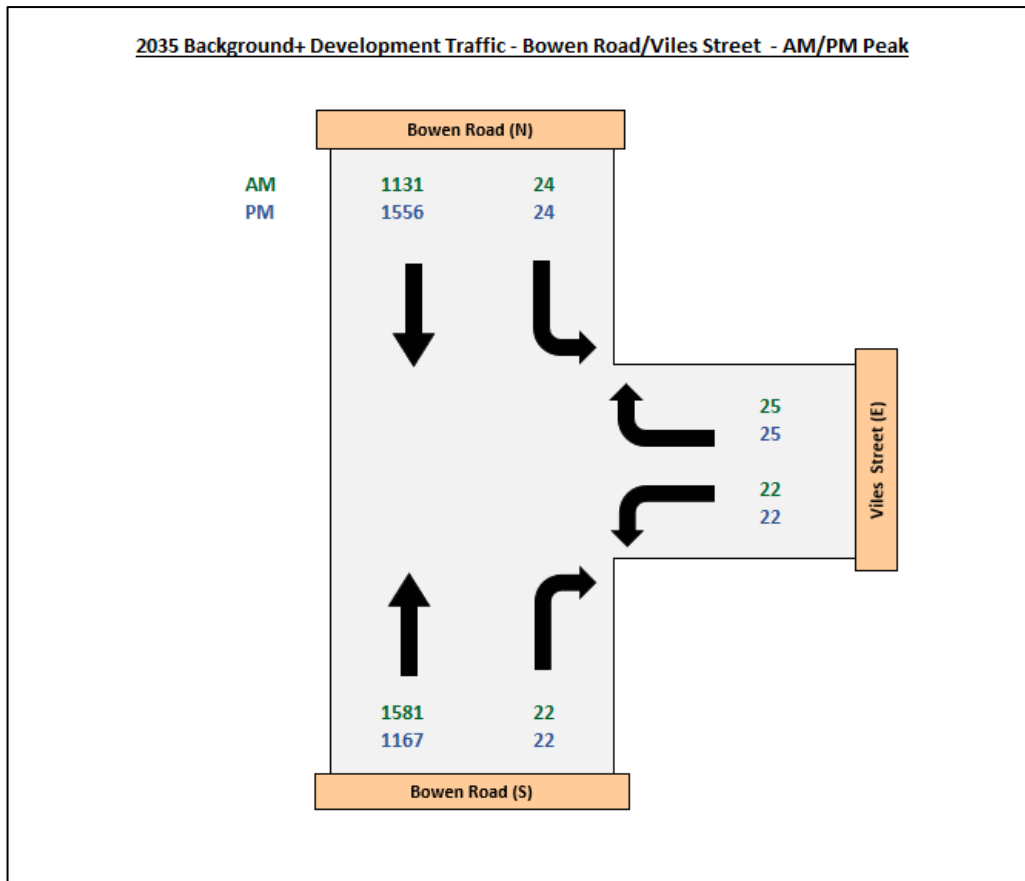 2035 Background+ Development Traffic - Bowen Road/Viles Street - AM/PM Peak
Bowen Road (N)
AM 1131 24
PM 1556 24
25
25
22
22
Viles Street (E)
1581 22
1167 22
Bowen Road (S)